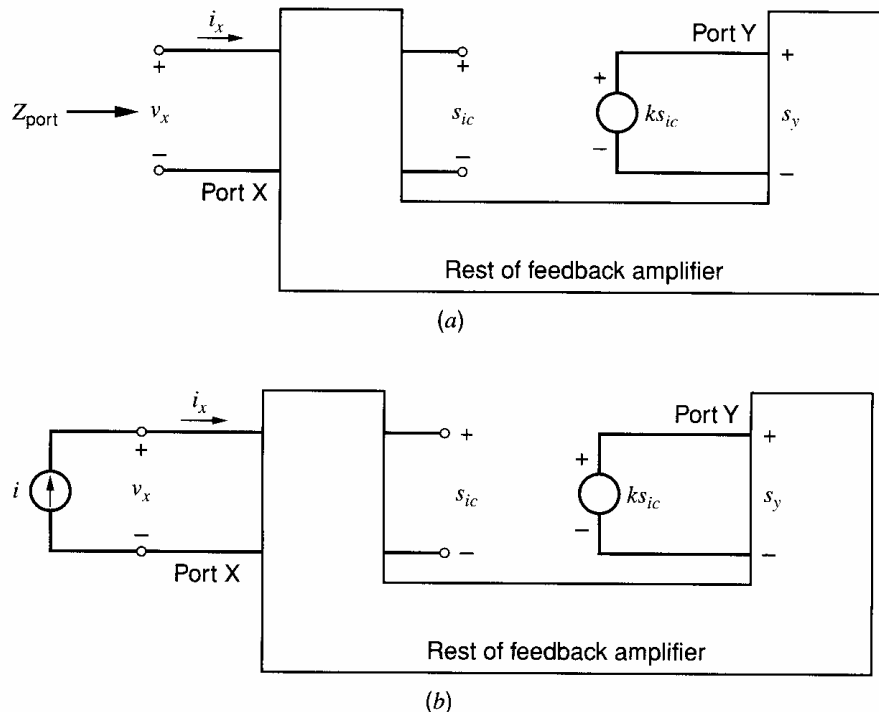 i_x
Port Y
+ + + +
Z_port v_x s_ic ks_ic s_y
− − − −
Port X
Rest of feedback amplifier
(a)
i_x
Port Y
+ + + +
i v_x s_ic ks_ic s_y
− − − −
Port X
Rest of feedback amplifier
(b)